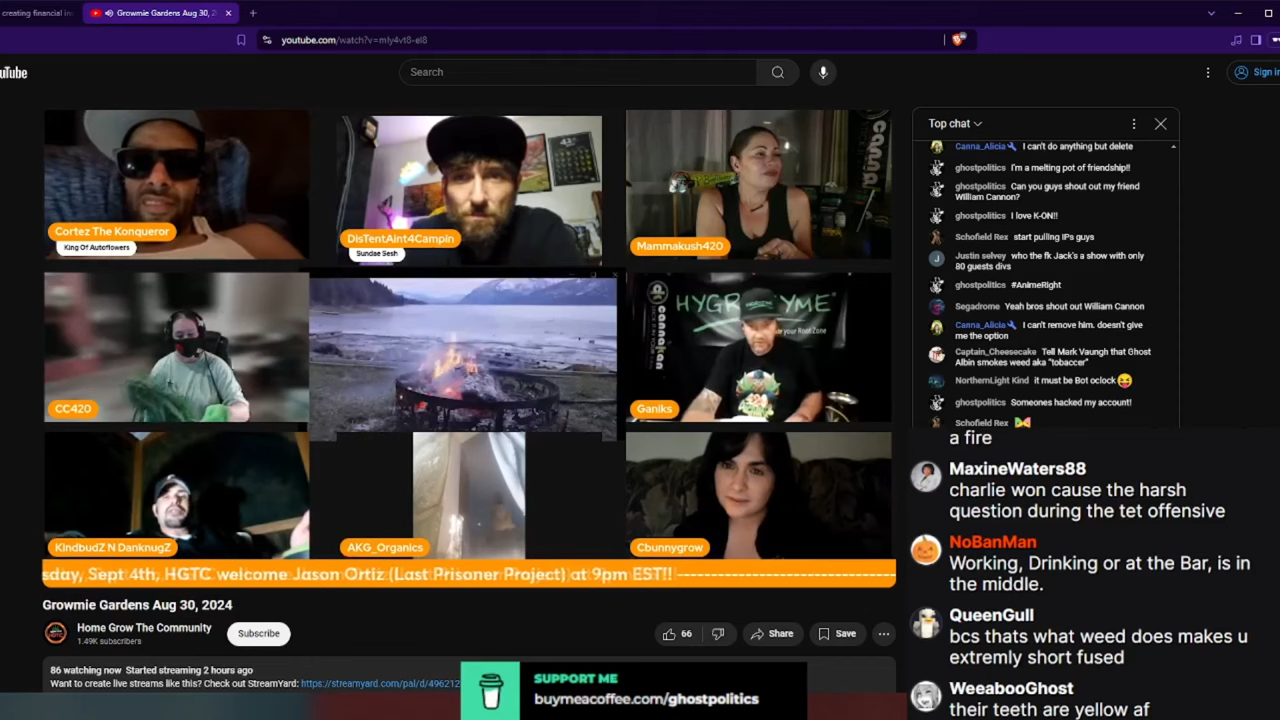 creating financial in
Growmie Gardens Aug 30, 2
youtube.com/watch?v=mly4vt8-eI8
uTube
Search
Sign in
Cortez The Konqueror
King Of Autoflowers
DisTentAint4Campin
Sundae Sesh
Mammakush420
CC420
HYGR YME
your Root Zone
Ganiks
KindbudZ N DanknugZ
AKG_Organics
Cbunnygrow
sday, Sept 4th, HGTC welcome Jason Ortiz (Last Prisoner Project) at 9pm EST!!
Growmie Gardens Aug 30, 2024
Home Grow The Community
1.49K subscribers
Subscribe
66
Share
Save
86 watching now Started streaming 2 hours ago
Want to create live streams like this? Check out StreamYard: https://streamyard.com/pal/d/496212
SUPPORT ME
buymeacoffee.com/ghostpolitics
Top chat
Canna_Alicia I can't do anything but delete
ghostpolitics I'm a melting pot of friendship!!
ghostpolitics Can you guys shout out my friend
William Cannon?
ghostpolitics I love K-ON!!
Schofield Rex start pulling IPs guys
Justin selvey who the fk Jack's a show with only
80 guests divs
ghostpolitics #AnimeRight
Segadrome Yeah bros shout out William Cannon
Canna_Alicia I can't remove him. doesn't give
me the option
Captain_Cheesecake Tell Mark Vaungh that Ghost
Albin smokes weed aka "tobaccer"
NorthernLight Kind it must be Bot oclock😝
ghostpolitics Someones hacked my account!
Schofield Rex
a fire
MaxineWaters88
charlie won cause the harsh
question during the tet offensive
NoBanMan
Working, Drinking or at the Bar, is in
the middle.
QueenGull
bcs thats what weed does makes u
extremly short fused
WeeabooGhost
their teeth are yellow af